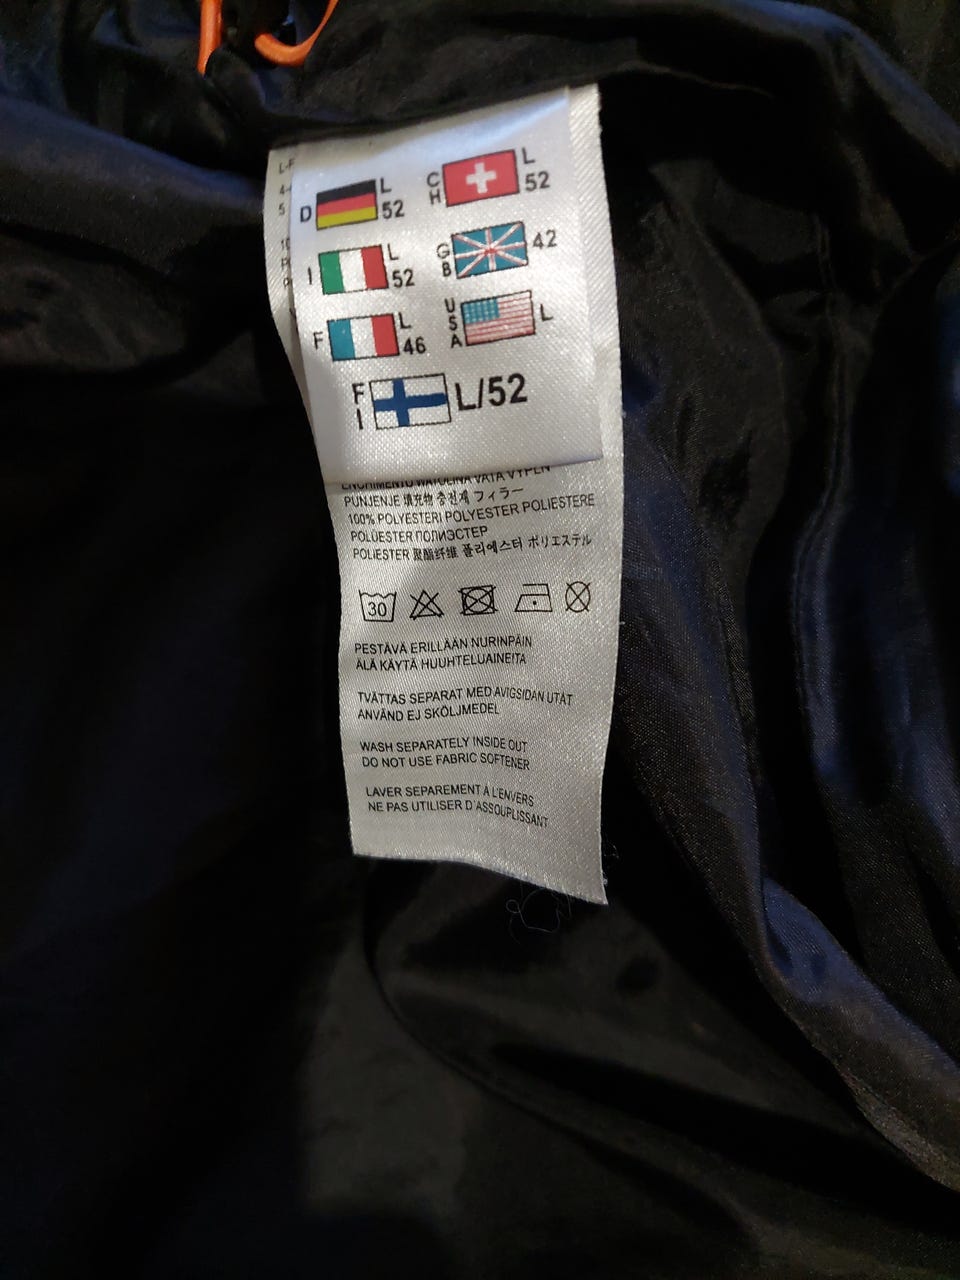 D L 52
CH L 52
I L 52
GB 42
F L 46
USA L
FI L/52
PUNJENJE 填充物 충전재 フィラー
100% POLYESTERI POLYESTER POLIESTERE
POLÜESTER ПОЛИЭСТЕР
POLIESTER 聚酯纤维 폴리에스터 ポリエステル
30
PESTÄVÄ ERILLÄÄN NURINPÄIN
ÄLÄ KÄYTÄ HUUHTELUAINEITA
TVÄTTAS SEPARAT MED AVIGSIDAN UTÅT
ANVÄND EJ SKÖLJMEDEL
WASH SEPARATELY INSIDE OUT
DO NOT USE FABRIC SOFTENER
LAVER SEPAREMENT À L'ENVERS
NE PAS UTILISER D'ASSOUPLISSANT